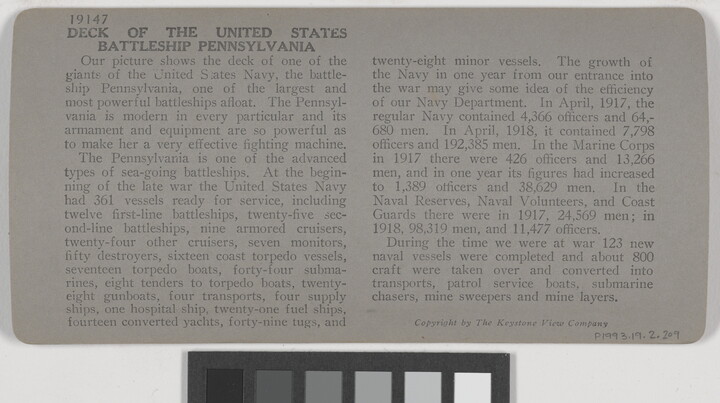 19147
DECK OF THE UNITED STATES
BATTLESHIP PENNSYLVANIA
Our picture shows the deck of one of the
giants of the United States Navy, the battle-
ship Pennsylvania, one of the largest and
most powerful battleships afloat. The Pennsyl-
vania is modern in every particular and its
armament and equipment are so powerful as
to make her a very effective fighting machine.
The Pennsylvania is one of the advanced
types of sea-going battleships. At the begin-
ning of the late war the United States Navy
had 361 vessels ready for service, including
twelve first-line battleships, twenty-five sec-
ond-line battleships, nine armored cruisers,
twenty-four other cruisers, seven monitors,
fifty destroyers, sixteen coast torpedo vessels,
seventeen torpedo boats, forty-four subma-
rines, eight tenders to torpedo boats, twenty-
eight gunboats, four transports, four supply
ships, one hospital ship, twenty-one fuel ships,
fourteen converted yachts, forty-nine tugs, and
twenty-eight minor vessels. The growth of
the Navy in one year from our entrance into
the war may give some idea of the efficiency
of our Navy Department. In April, 1917, the
regular Navy contained 4,366 officers and 64,-
680 men. In April, 1918, it contained 7,798
officers and 192,385 men. In the Marine Corps
in 1917 there were 426 officers and 13,266
men, and in one year its figures had increased
to 1,389 officers and 38,629 men. In the
Naval Reserves, Naval Volunteers, and Coast
Guards there were in 1917, 24,569 men; in
1918, 98,319 men, and 11,477 officers.
During the time we were at war 123 new
naval vessels were completed and about 800
craft were taken over and converted into
transports, patrol service boats, submarine
chasers, mine sweepers and mine layers.
Copyright by The Keystone View Company
P1993.19.2.209